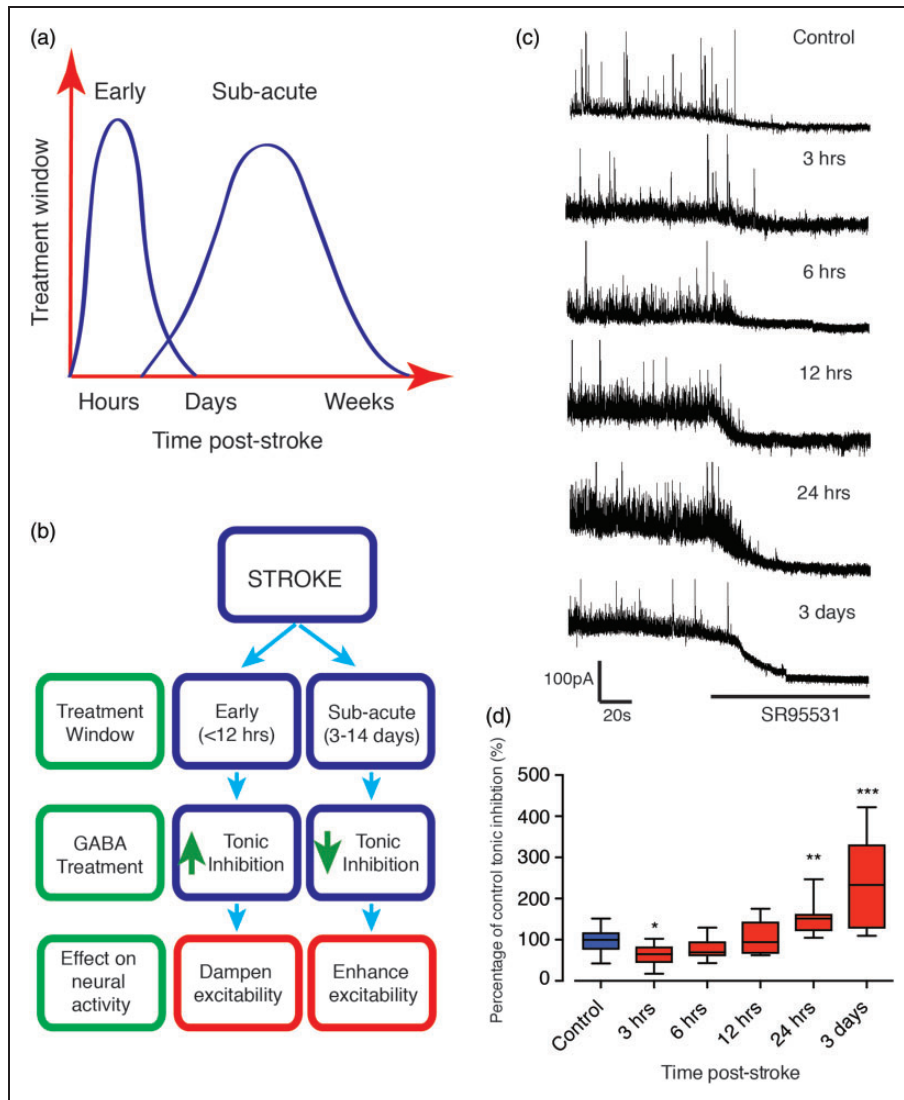 (a)
Early
Sub-acute
Treatment window
Hours
Days
Weeks
Time post-stroke
(b)
STROKE
Treatment
Window
Early
(<12 hrs)
Sub-acute
(3-14 days)
GABA
Treatment
Tonic
Inhibition
Tonic
Inhibition
Effect on
neural
activity
Dampen
excitability
Enhance
excitability
(c)
Control
3 hrs
6 hrs
12 hrs
24 hrs
3 days
100pA
20s
SR95531
(d)
Percentage of control tonic inhibtion (%)
500
400
300
200
100
0
*
**
***
Control
3 hrs
6 hrs
12 hrs
24 hrs
3 days
Time post-stroke